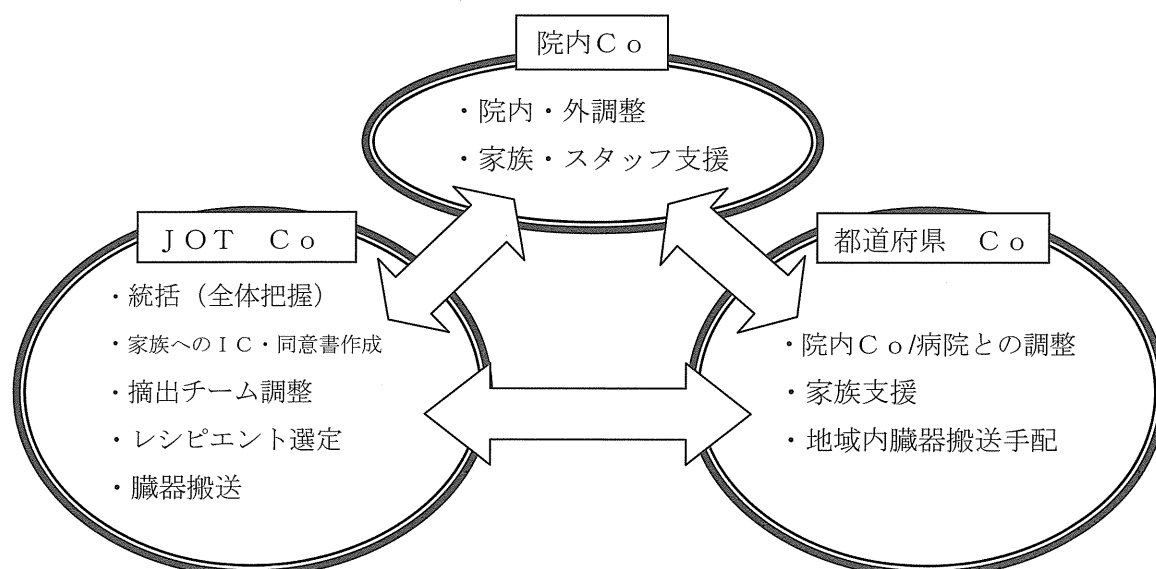 院内Ｃｏ
・院内・外調整
・家族・スタッフ支援
ＪＯＴ　Ｃｏ
・統括（全体把握）
・家族へのＩＣ・同意書作成
・摘出チーム調整
・レシピエント選定
・臓器搬送
都道府県　Ｃｏ
・院内Ｃｏ/病院との調整
・家族支援
・地域内臓器搬送手配